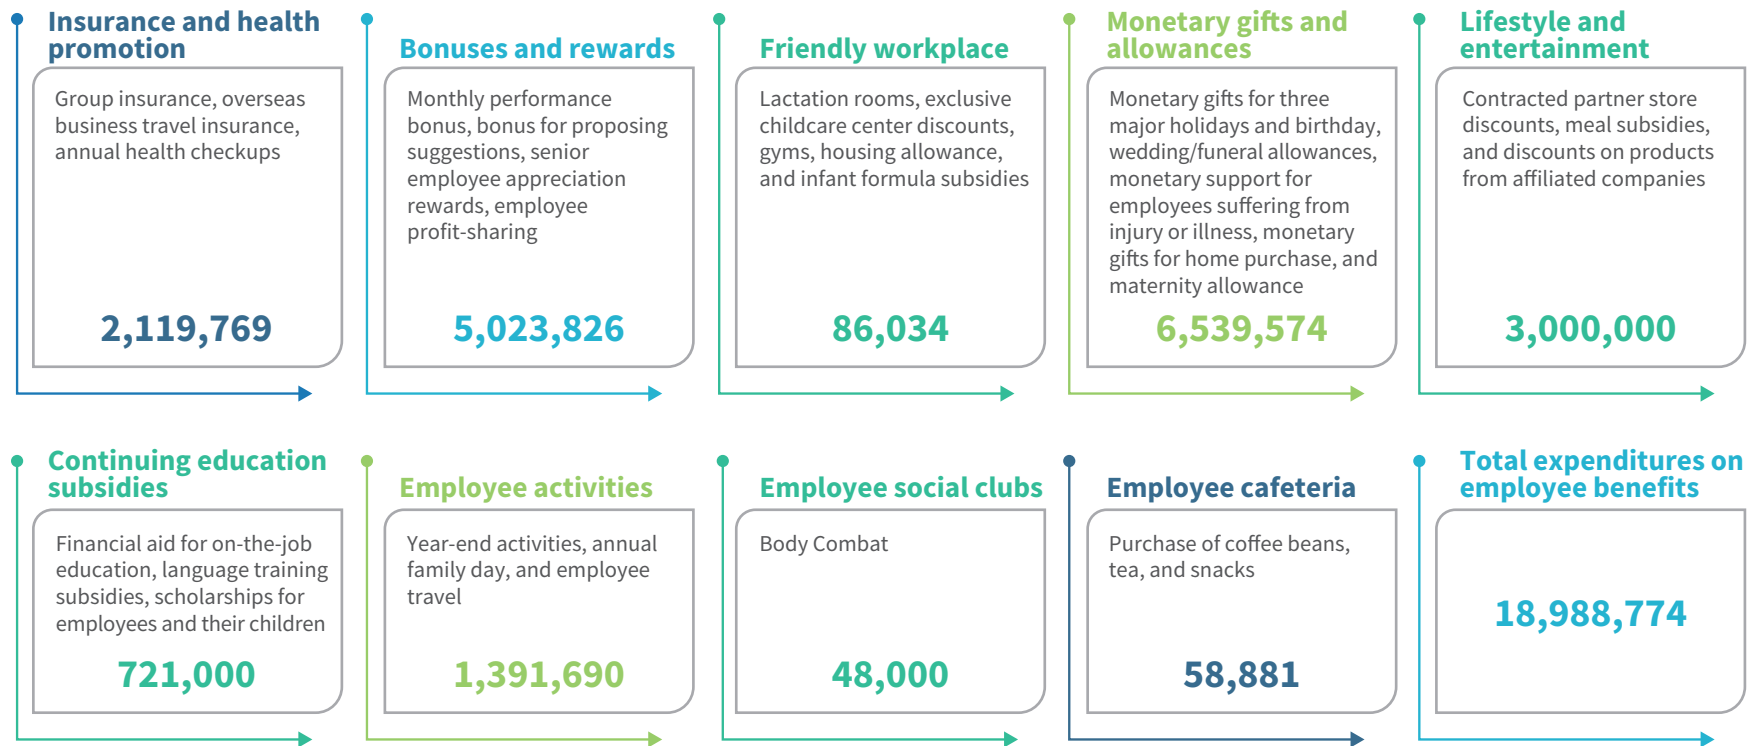 Insurance and health
promotion
Group insurance, overseas
business travel insurance,
annual health checkups
2,119,769
Bonuses and rewards
Monthly performance
bonus, bonus for proposing
suggestions, senior
employee appreciation
rewards, employee
profit-sharing
5,023,826
Friendly workplace
Lactation rooms, exclusive
childcare center discounts,
gyms, housing allowance,
and infant formula subsidies
86,034
Monetary gifts and
allowances
Monetary gifts for three
major holidays and birthday,
wedding/funeral allowances,
monetary support for
employees suffering from
injury or illness, monetary
gifts for home purchase, and
maternity allowance
6,539,574
Lifestyle and
entertainment
Contracted partner store
discounts, meal subsidies,
and discounts on products
from affiliated companies
3,000,000
Continuing education
subsidies
Financial aid for on-the-job
education, language training
subsidies, scholarships for
employees and their children
721,000
Employee activities
Year-end activities, annual
family day, and employee
travel
1,391,690
Employee social clubs
Body Combat
48,000
Employee cafeteria
Purchase of coffee beans,
tea, and snacks
58,881
Total expenditures on
employee benefits
18,988,774